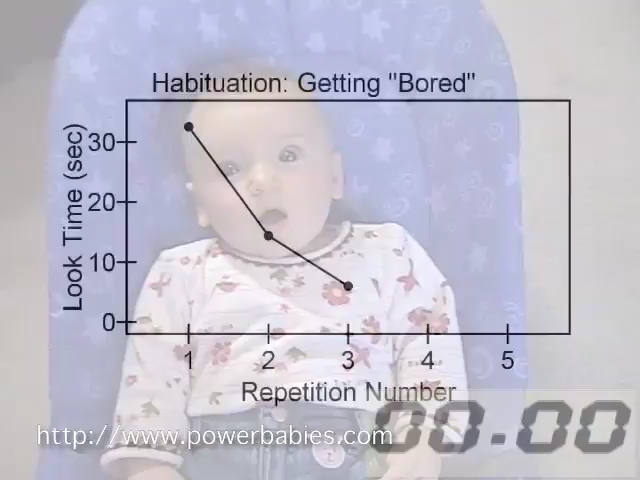 Habituation: Getting "Bored"
Look Time (sec)
30
20
10
0
1 2 3 4 5
Repetition Number
http://www.powerbabies.com
00.00